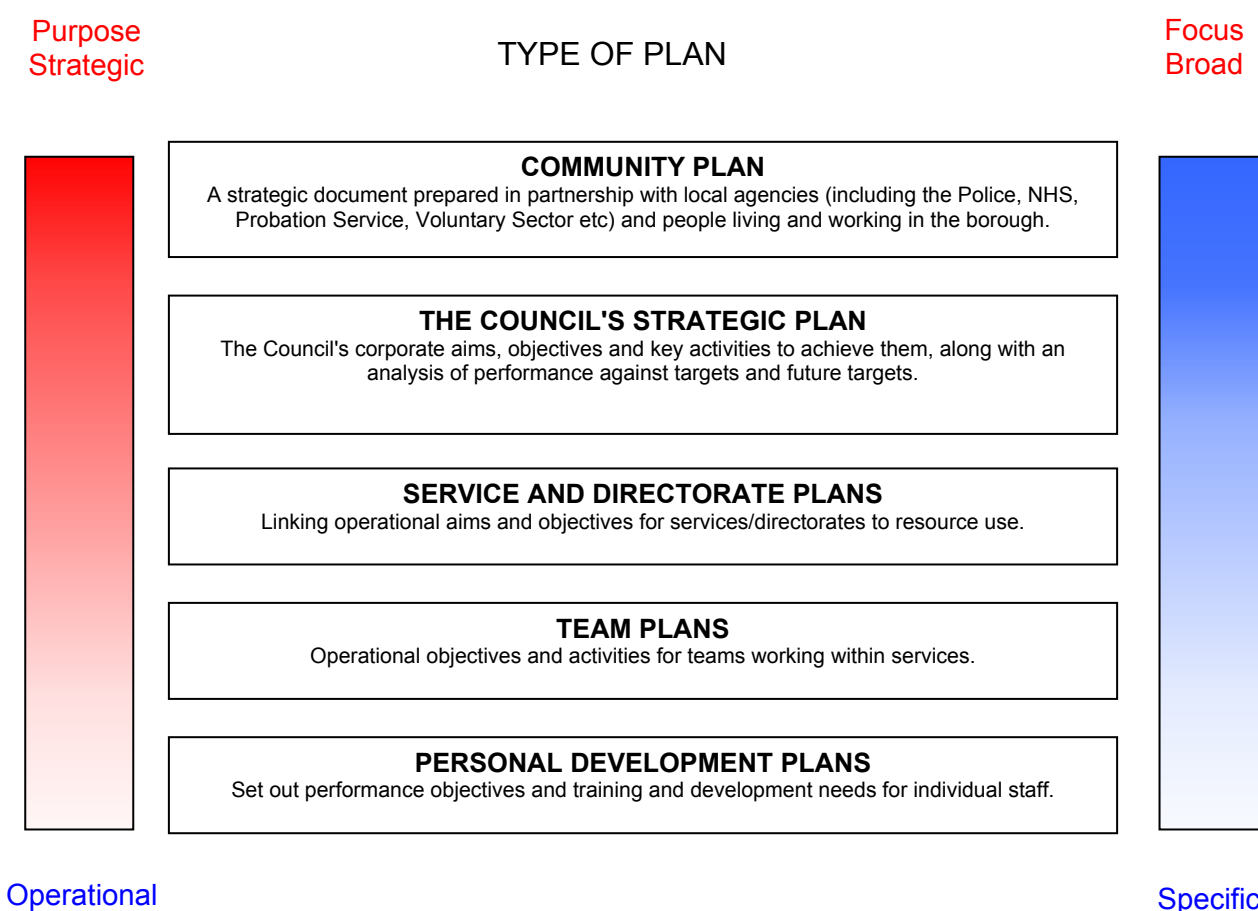 Purpose
Strategic
TYPE OF PLAN
Focus
Broad
COMMUNITY PLAN
A strategic document prepared in partnership with local agencies (including the Police, NHS,
Probation Service, Voluntary Sector etc) and people living and working in the borough.
THE COUNCIL'S STRATEGIC PLAN
The Council's corporate aims, objectives and key activities to achieve them, along with an
analysis of performance against targets and future targets.
SERVICE AND DIRECTORATE PLANS
Linking operational aims and objectives for services/directorates to resource use.
TEAM PLANS
Operational objectives and activities for teams working within services.
PERSONAL DEVELOPMENT PLANS
Set out performance objectives and training and development needs for individual staff.
Operational
Specific